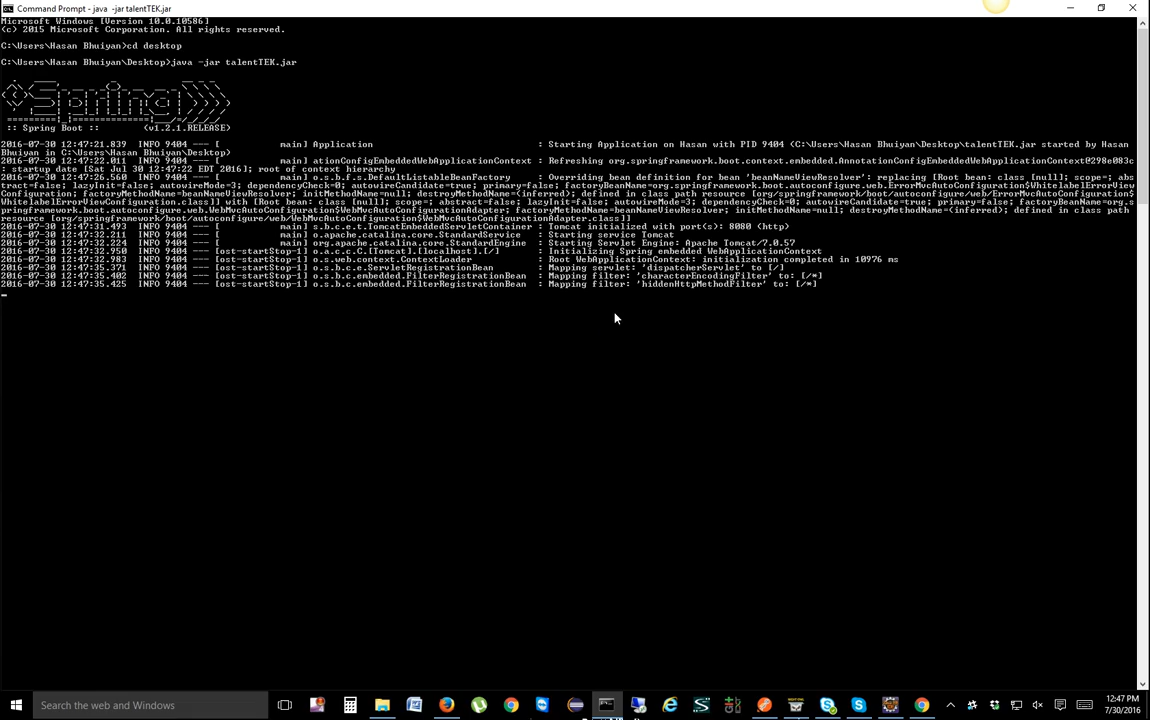 Command Prompt - java -jar talentTEK.jar
Microsoft Windows [Version 10.0.10586]
(c) 2015 Microsoft Corporation. All rights reserved.
C:\Users\Hasan Bhuiyan>cd desktop
C:\Users\Hasan Bhuiyan\Desktop>java -jar talentTEK.jar
:: Spring Boot ::        (v1.2.1.RELEASE)
2016-07-30 12:47:21.839  INFO 9404 --- [           main] Application                              : Starting Application on Hasan with PID 9404 (C:\Users\Hasan Bhuiyan\Desktop\talentTEK.jar started by Hasan
Bhuiyan in C:\Users\Hasan Bhuiyan\Desktop)
2016-07-30 12:47:22.011  INFO 9404 --- [           main] ationConfigEmbeddedWebApplicationContext : Refreshing org.springframework.boot.context.embedded.AnnotationConfigEmbeddedWebApplicationContext@298e083c
: startup date [Sat Jul 30 12:47:22 EDT 2016]; root of context hierarchy
2016-07-30 12:47:26.560  INFO 9404 --- [           main] o.s.b.f.s.DefaultListableBeanFactory     : Overriding bean definition for bean 'beanNameViewResolver': replacing [Root bean: class [null]; scope=; abs
tract=false; lazyInit=false; autowireMode=3; dependencyCheck=0; autowireCandidate=true; primary=false; factoryBeanName=org.springframework.boot.autoconfigure.web.ErrorMvcAutoConfiguration$WhitelabelErrorView
Configuration; factoryMethodName=beanNameViewResolver; initMethodName=null; destroyMethodName=(inferred); defined in class path resource [org/springframework/boot/autoconfigure/web/ErrorMvcAutoConfiguration$
WhitelabelErrorViewConfiguration.class]] with [Root bean: class [null]; scope=; abstract=false; lazyInit=false; autowireMode=3; dependencyCheck=0; autowireCandidate=true; primary=false; factoryBeanName=org.s
pringframework.boot.autoconfigure.web.WebMvcAutoConfiguration$WebMvcAutoConfigurationAdapter; factoryMethodName=beanNameViewResolver; initMethodName=null; destroyMethodName=(inferred); defined in class path
resource [org/springframework/boot/autoconfigure/web/WebMvcAutoConfiguration$WebMvcAutoConfigurationAdapter.class]]
2016-07-30 12:47:31.493  INFO 9404 --- [           main] s.b.c.e.t.TomcatEmbeddedServletContainer : Tomcat initialized with port(s): 8080 (http)
2016-07-30 12:47:32.211  INFO 9404 --- [           main] o.apache.catalina.core.StandardService   : Starting service Tomcat
2016-07-30 12:47:32.224  INFO 9404 --- [           main] org.apache.catalina.core.StandardEngine  : Starting Servlet Engine: Apache Tomcat/7.0.57
2016-07-30 12:47:32.950  INFO 9404 --- [ost-startStop-1] o.a.c.c.C.[Tomcat].[localhost].[/]       : Initializing Spring embedded WebApplicationContext
2016-07-30 12:47:32.983  INFO 9404 --- [ost-startStop-1] o.s.web.context.ContextLoader            : Root WebApplicationContext: initialization completed in 10976 ms
2016-07-30 12:47:35.371  INFO 9404 --- [ost-startStop-1] o.s.b.c.e.ServletRegistrationBean        : Mapping servlet: 'dispatcherServlet' to [/]
2016-07-30 12:47:35.402  INFO 9404 --- [ost-startStop-1] o.s.b.c.embedded.FilterRegistrationBean  : Mapping filter: 'characterEncodingFilter' to: [/*]
2016-07-30 12:47:35.425  INFO 9404 --- [ost-startStop-1] o.s.b.c.embedded.FilterRegistrationBean  : Mapping filter: 'hiddenHttpMethodFilter' to: [/*]
Search the web and Windows
12:47 PM
7/30/2016